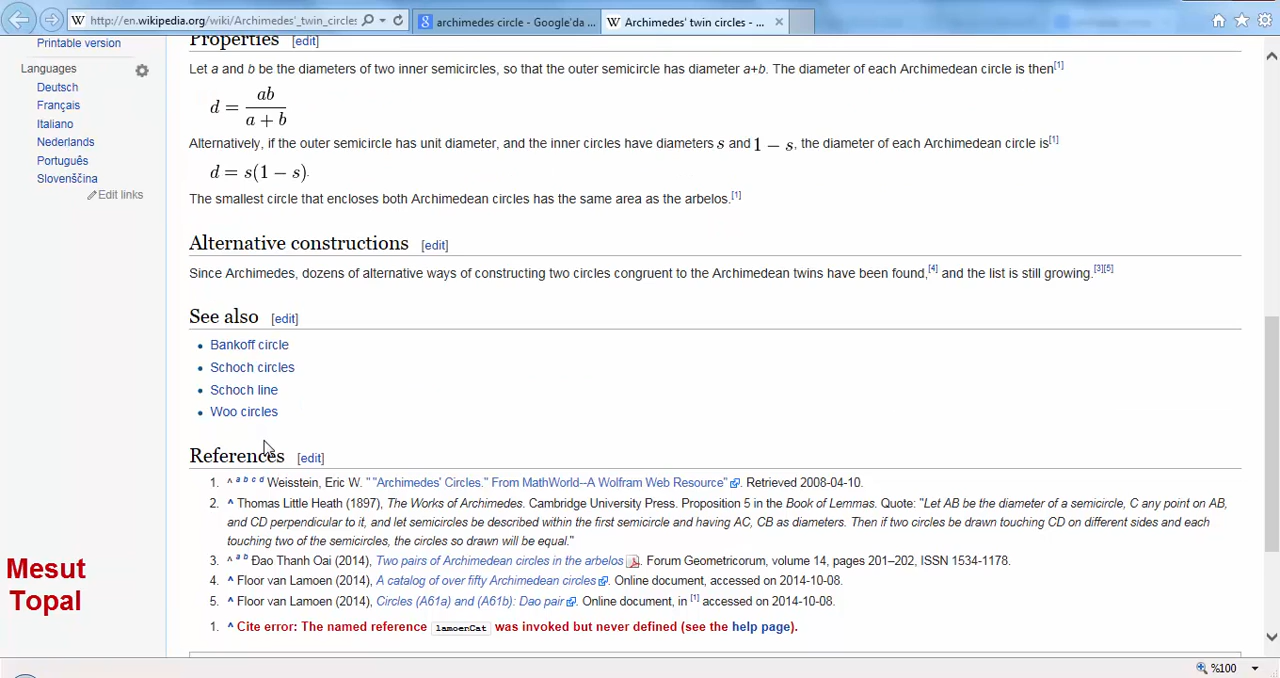 http://en.wikipedia.org/wiki/Archimedes'_twin_circles
archimedes circle - Google'da ...
Archimedes' twin circles - ...
Printable version
Languages
Deutsch
Français
Italiano
Nederlands
Português
Slovenščina
Edit links
Properties [edit]
Let a and b be the diameters of two inner semicircles, so that the outer semicircle has diameter a+b. The diameter of each Archimedean circle is then[1]
d = ab / (a + b)
Alternatively, if the outer semicircle has unit diameter, and the inner circles have diameters s and 1 − s, the diameter of each Archimedean circle is[1]
d = s(1 − s).
The smallest circle that encloses both Archimedean circles has the same area as the arbelos.[1]
Alternative constructions [edit]
Since Archimedes, dozens of alternative ways of constructing two circles congruent to the Archimedean twins have been found,[4] and the list is still growing.[3][5]
See also [edit]
• Bankoff circle
• Schoch circles
• Schoch line
• Woo circles
References [edit]
1. ^ a b c d Weisstein, Eric W. ""Archimedes' Circles." From MathWorld--A Wolfram Web Resource". Retrieved 2008-04-10.
2. ^ Thomas Little Heath (1897), The Works of Archimedes. Cambridge University Press. Proposition 5 in the Book of Lemmas. Quote: "Let AB be the diameter of a semicircle, C any point on AB,
and CD perpendicular to it, and let semicircles be described within the first semicircle and having AC, CB as diameters. Then if two circles be drawn touching CD on different sides and each
touching two of the semicircles, the circles so drawn will be equal."
3. ^ a b Đao Thanh Oai (2014), Two pairs of Archimedean circles in the arbelos. Forum Geometricorum, volume 14, pages 201–202, ISSN 1534-1178.
4. ^ Floor van Lamoen (2014), A catalog of over fifty Archimedean circles. Online document, accessed on 2014-10-08.
5. ^ Floor van Lamoen (2014), Circles (A61a) and (A61b): Dao pair. Online document, in [1] accessed on 2014-10-08.
1. ^ Cite error: The named reference lamoenCat was invoked but never defined (see the help page).
Mesut
Topal
%100